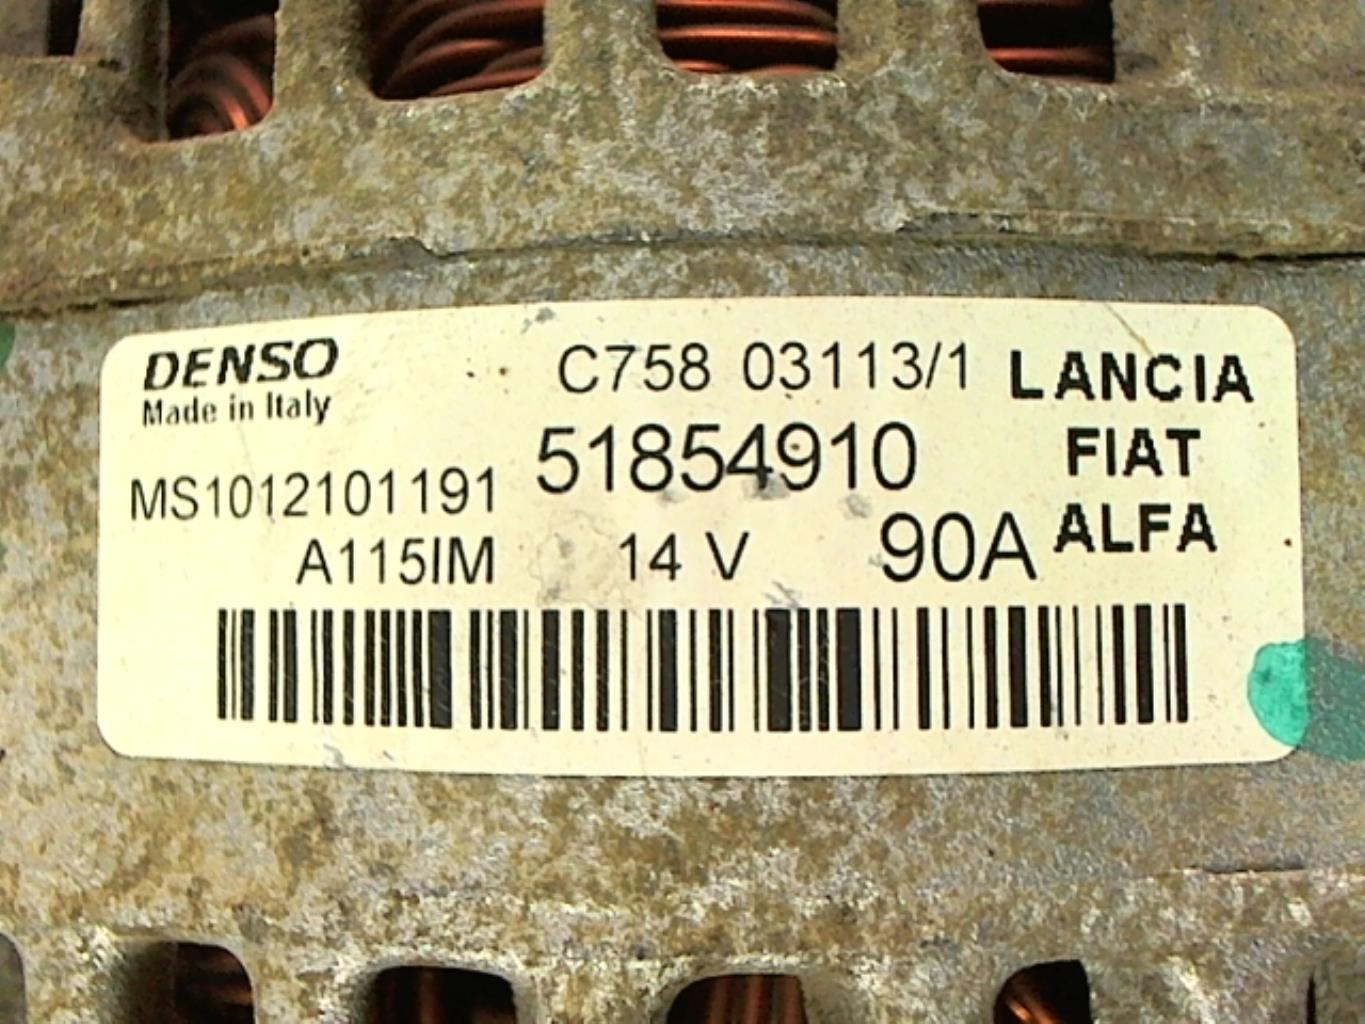 DENSO
Made in Italy
C758 03113/1
LANCIA
FIAT
ALFA
51854910
MS1012101191
A115IM
14 V
90A